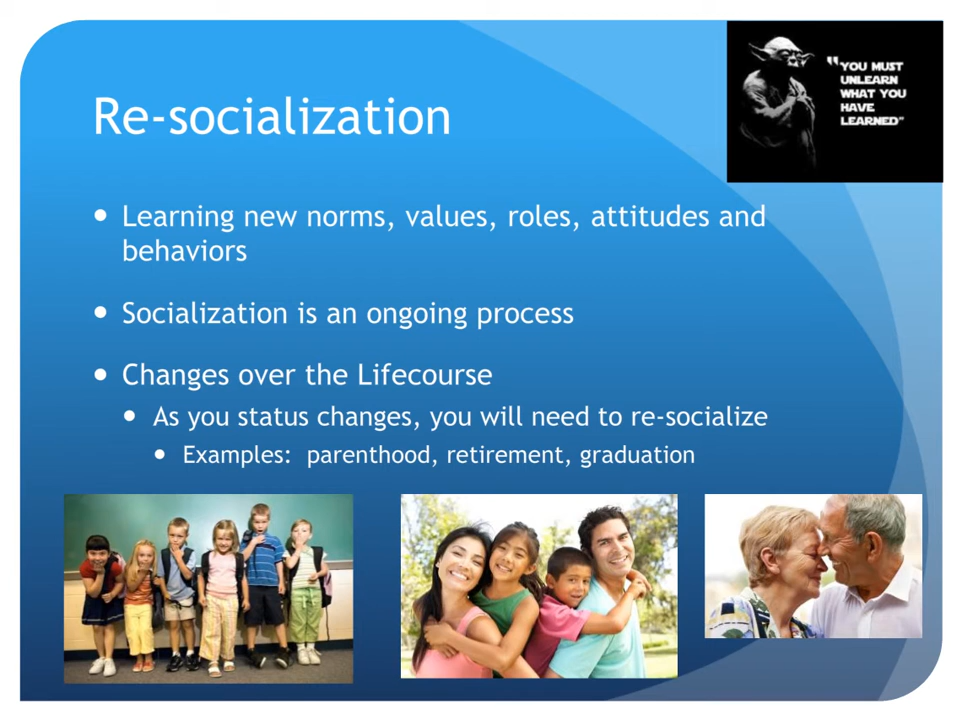 Re-socialization
"YOU MUST
UNLEARN
WHAT YOU
HAVE
LEARNED"
Learning new norms, values, roles, attitudes and
behaviors
Socialization is an ongoing process
Changes over the Lifecourse
As you status changes, you will need to re-socialize
Examples:  parenthood, retirement, graduation